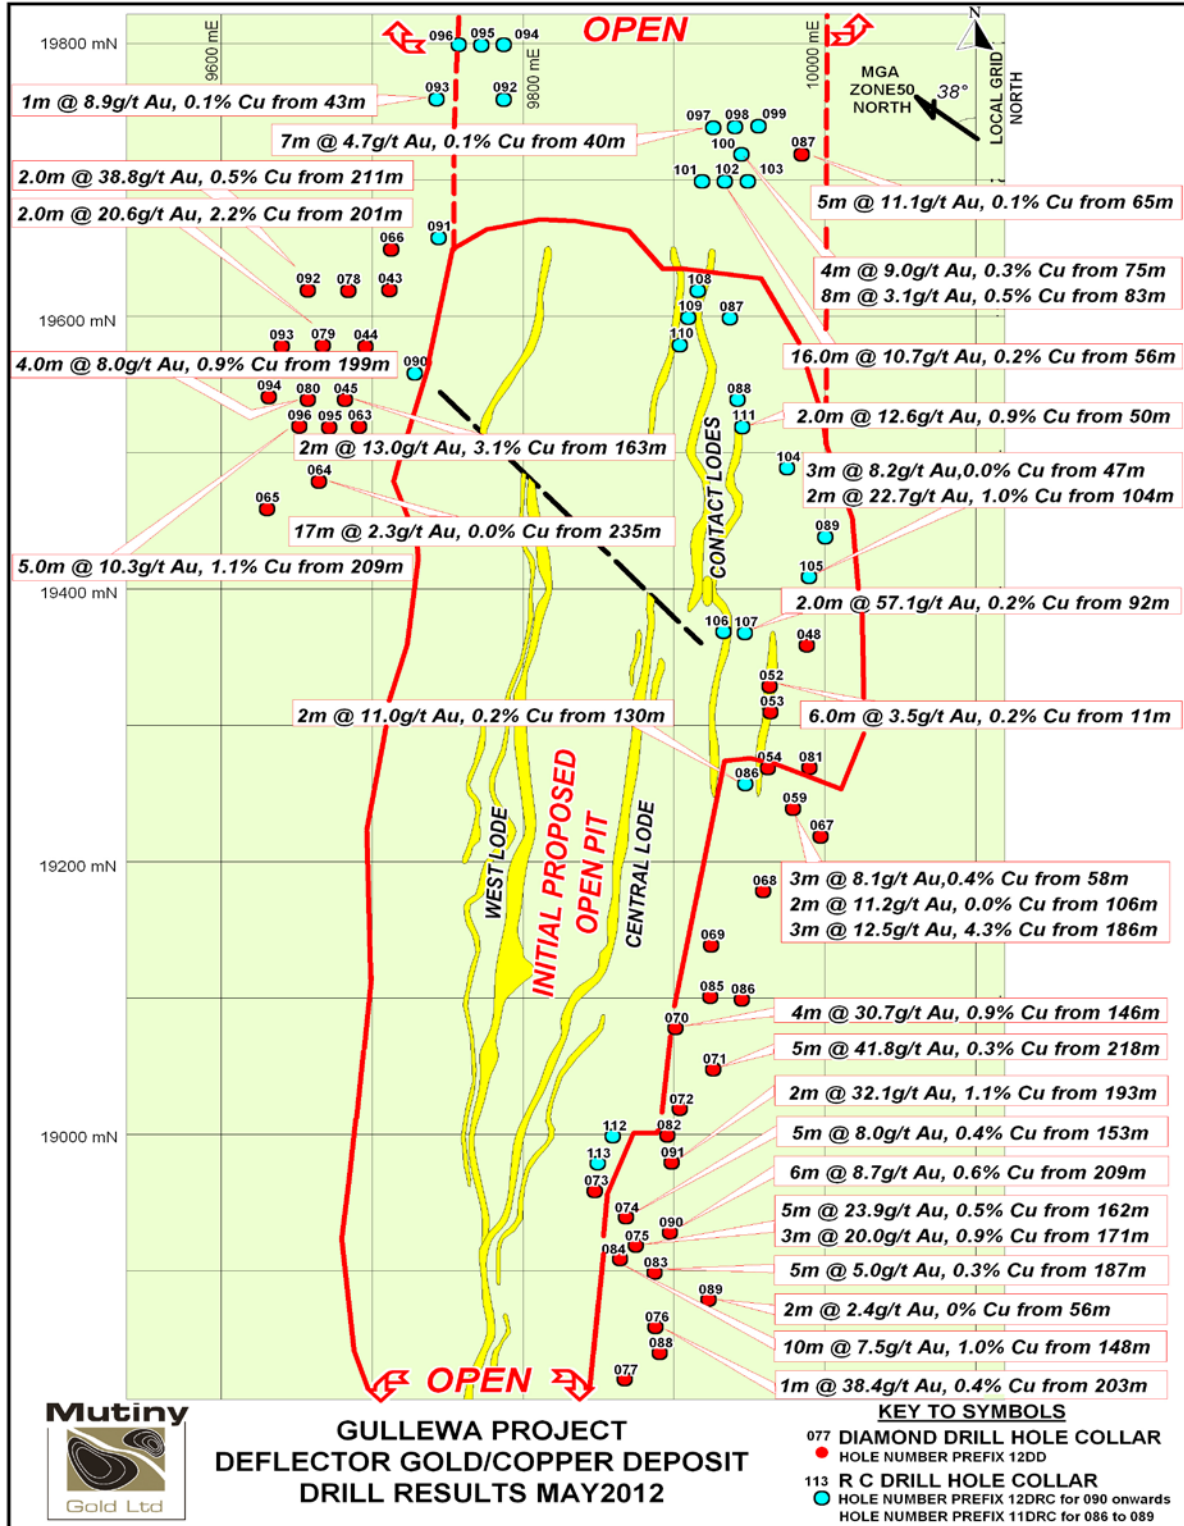 OPEN
N
19800 mN
9600 mE
9800 mE
10000 mE
096 095 094
MGA
ZONE50
NORTH
38°
LOCAL GRID
NORTH
093 092
1m @ 8.9g/t Au, 0.1% Cu from 43m
097 098 099
7m @ 4.7g/t Au, 0.1% Cu from 40m
100
087
2.0m @ 38.8g/t Au, 0.5% Cu from 211m
101 102 103
5m @ 11.1g/t Au, 0.1% Cu from 65m
2.0m @ 20.6g/t Au, 2.2% Cu from 201m
091
066
4m @ 9.0g/t Au, 0.3% Cu from 75m
8m @ 3.1g/t Au, 0.5% Cu from 83m
092 078 043
108
19600 mN
109 087
093 079 044
110
16.0m @ 10.7g/t Au, 0.2% Cu from 56m
4.0m @ 8.0g/t Au, 0.9% Cu from 199m
090
094 080 045
088
096 095 063
111
2.0m @ 12.6g/t Au, 0.9% Cu from 50m
2m @ 13.0g/t Au, 3.1% Cu from 163m
104
3m @ 8.2g/t Au,0.0% Cu from 47m
2m @ 22.7g/t Au, 1.0% Cu from 104m
064
065
CONTACT LODES
17m @ 2.3g/t Au, 0.0% Cu from 235m
089
5.0m @ 10.3g/t Au, 1.1% Cu from 209m
105
19400 mN
2.0m @ 57.1g/t Au, 0.2% Cu from 92m
106 107
048
052
053
2m @ 11.0g/t Au, 0.2% Cu from 130m
6.0m @ 3.5g/t Au, 0.2% Cu from 11m
054 081
086
059
067
WEST LODE
INITIAL PROPOSED
OPEN PIT
CENTRAL LODE
19200 mN
068
3m @ 8.1g/t Au,0.4% Cu from 58m
2m @ 11.2g/t Au, 0.0% Cu from 106m
3m @ 12.5g/t Au, 4.3% Cu from 186m
069
085 086
070
4m @ 30.7g/t Au, 0.9% Cu from 146m
071
5m @ 41.8g/t Au, 0.3% Cu from 218m
072
2m @ 32.1g/t Au, 1.1% Cu from 193m
19000 mN
112 082
5m @ 8.0g/t Au, 0.4% Cu from 153m
113 091
073
6m @ 8.7g/t Au, 0.6% Cu from 209m
074
090
5m @ 23.9g/t Au, 0.5% Cu from 162m
3m @ 20.0g/t Au, 0.9% Cu from 171m
075
084
083
5m @ 5.0g/t Au, 0.3% Cu from 187m
089
2m @ 2.4g/t Au, 0% Cu from 56m
076
10m @ 7.5g/t Au, 1.0% Cu from 148m
088
077
1m @ 38.4g/t Au, 0.4% Cu from 203m
OPEN
Mutiny
Gold Ltd
GULLEWA PROJECT
DEFLECTOR GOLD/COPPER DEPOSIT
DRILL RESULTS MAY2012
KEY TO SYMBOLS
077 DIAMOND DRILL HOLE COLLAR
HOLE NUMBER PREFIX 12DD
113 R C DRILL HOLE COLLAR
HOLE NUMBER PREFIX 12DRC for 090 onwards
HOLE NUMBER PREFIX 11DRC for 086 to 089